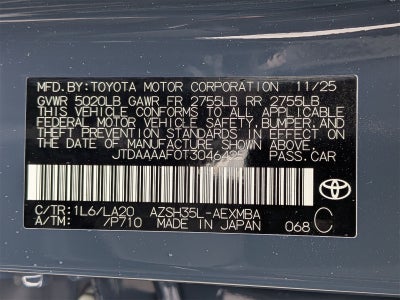 MFD.BY:TOYOTA MOTOR CORPORATION 11/25
GVWR 5020LB GAWR FR 2755LB RR 2755LB
THIS VEHICLE CONFORMS TO ALL APPLICABLE
FEDERAL MOTOR VEHICLE SAFETY,BUMPER,AND
THEFT PREVENTION STANDARDS IN EFFECT ON
THE DATE OF MANUFACTURE SHOWN ABOVE.
JTDAAAAF0T3046425 PASS.CAR
C/TR:1L6/LA20 AZSH35L-AEXMBA
A/TM: /P710 MADE IN JAPAN 068 C
TOYOTA